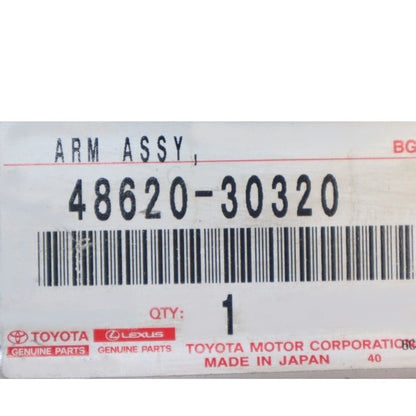 ARM ASSY,
BG
48620-30320
QTY: 1
TOYOTA LEXUS
GENUINE PARTS GENUINE PARTS
TOYOTA MOTOR CORPORATION
MADE IN JAPAN 40